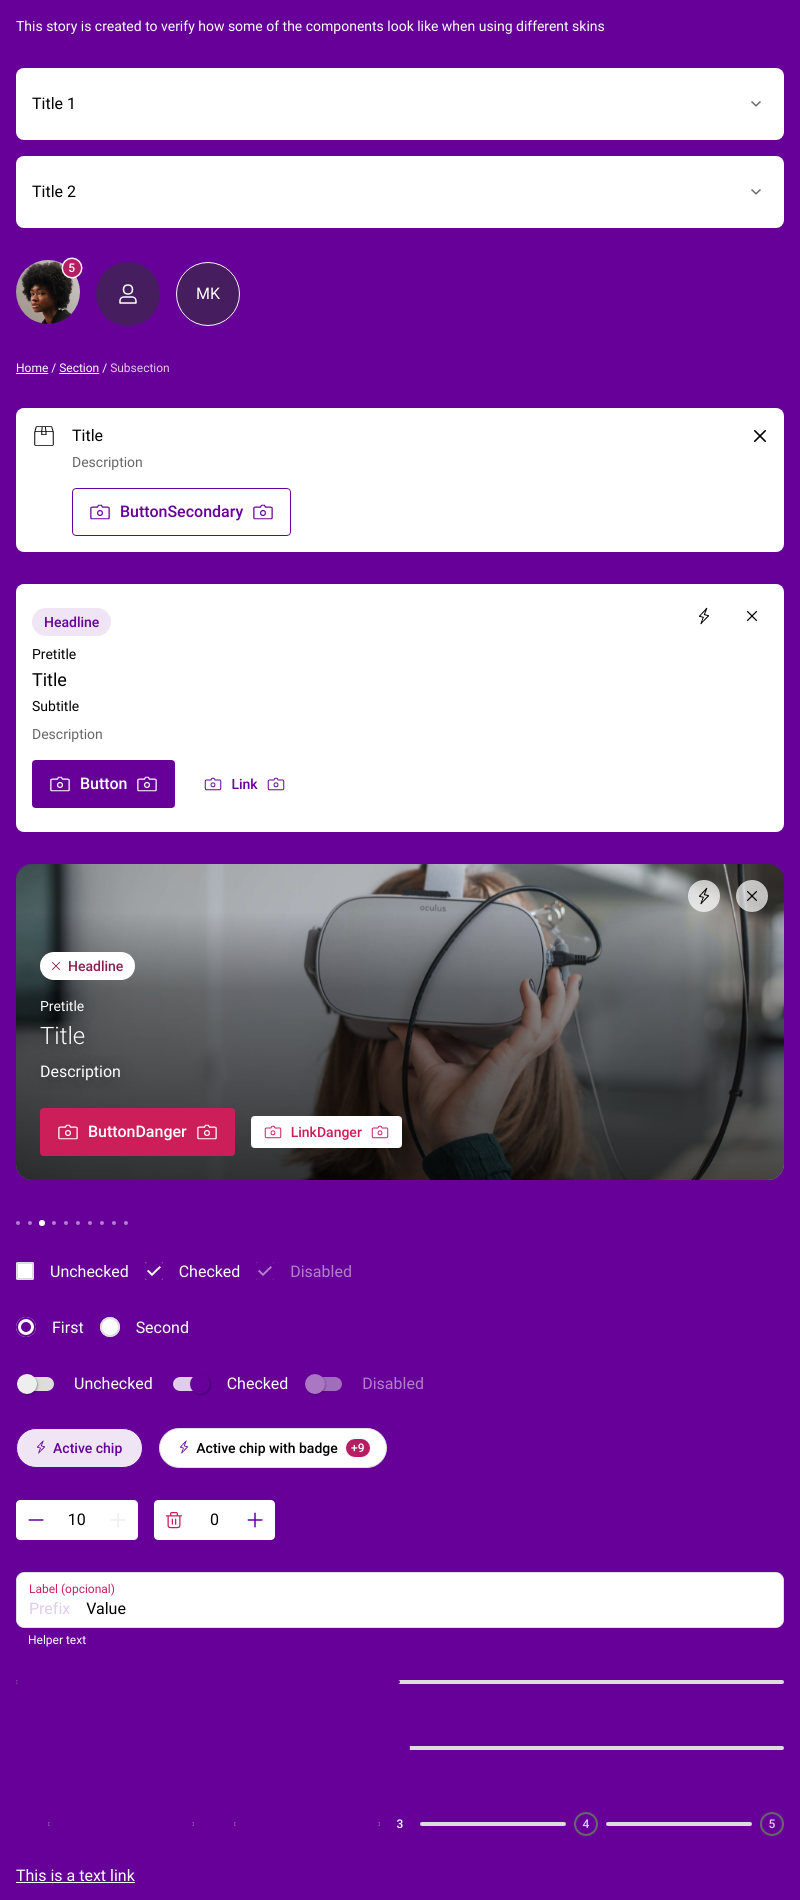 This story is created to verify how some of the components look like when using different skins
Title 1
Title 2
5
MK
Home / Section / Subsection
Title
Description
ButtonSecondary
Headline
Pretitle
Title
Subtitle
Description
Button Link
oculus
Headline
Pretitle
Title
Description
ButtonDanger LinkDanger
Unchecked Checked Disabled
First Second
Unchecked Checked Disabled
Active chip Active chip with badge +9
10 0
Label (opcional)
Prefix Value
Helper text
3 4 5
This is a text link